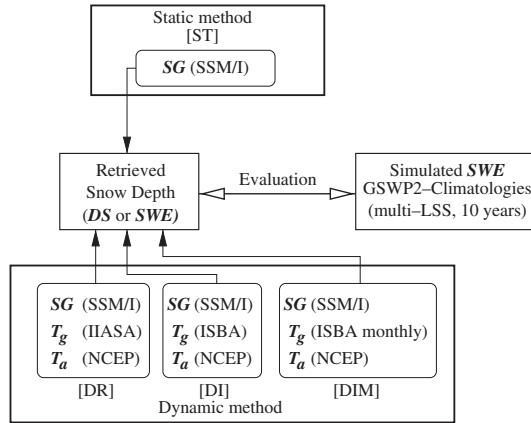 Static method
[ST]
SG (SSM/I)
Retrieved
Snow Depth
(DS or SWE)
Evaluation
Simulated SWE
GSWP2–Climatologies
(multi–LSS, 10 years)
SG (SSM/I)
Tg (IIASA)
Ta (NCEP)
[DR]
SG (SSM/I)
Tg (ISBA)
Ta (NCEP)
[DI]
SG (SSM/I)
Tg (ISBA monthly)
Ta (NCEP)
[DIM]
Dynamic method